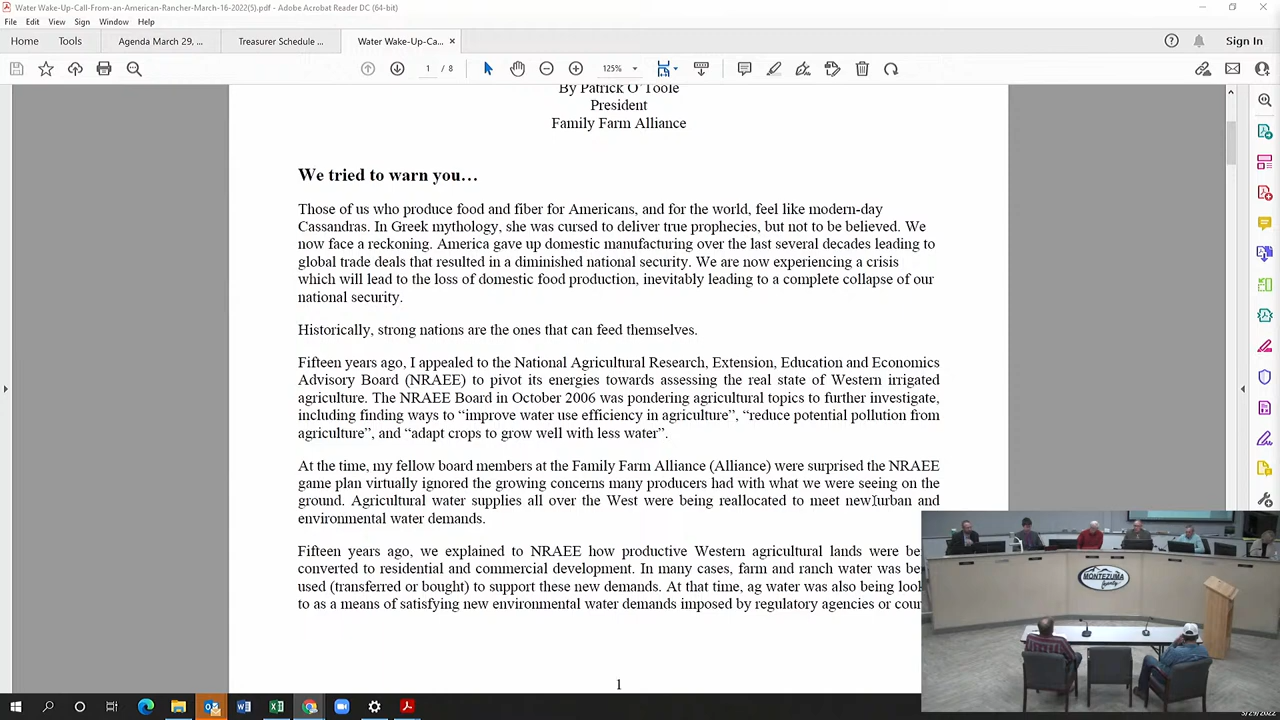 Water Wake-Up-Call-From-an-American-Rancher-March-16-2022(5).pdf - Adobe Acrobat Reader DC (64-bit)
File Edit View Sign Window Help
Home Tools Agenda March 29, ... Treasurer Schedule ... Water Wake-Up-Ca... × Sign In
1 / 8 125%
By Patrick O'Toole
President
Family Farm Alliance
We tried to warn you…
Those of us who produce food and fiber for Americans, and for the world, feel like modern-day
Cassandras. In Greek mythology, she was cursed to deliver true prophecies, but not to be believed. We
now face a reckoning. America gave up domestic manufacturing over the last several decades leading to
global trade deals that resulted in a diminished national security. We are now experiencing a crisis
which will lead to the loss of domestic food production, inevitably leading to a complete collapse of our
national security.
Historically, strong nations are the ones that can feed themselves.
Fifteen years ago, I appealed to the National Agricultural Research, Extension, Education and Economics
Advisory Board (NRAEE) to pivot its energies towards assessing the real state of Western irrigated
agriculture. The NRAEE Board in October 2006 was pondering agricultural topics to further investigate,
including finding ways to “improve water use efficiency in agriculture”, “reduce potential pollution from
agriculture”, and “adapt crops to grow well with less water”.
At the time, my fellow board members at the Family Farm Alliance (Alliance) were surprised the NRAEE
game plan virtually ignored the growing concerns many producers had with what we were seeing on the
ground. Agricultural water supplies all over the West were being reallocated to meet new urban and
environmental water demands.
Fifteen years ago, we explained to NRAEE how productive Western agricultural lands were be
converted to residential and commercial development. In many cases, farm and ranch water was be
used (transferred or bought) to support these new demands. At that time, ag water was also being look
to as a means of satisfying new environmental water demands imposed by regulatory agencies or cour
1
MONTEZUMA
County
3/29/2022